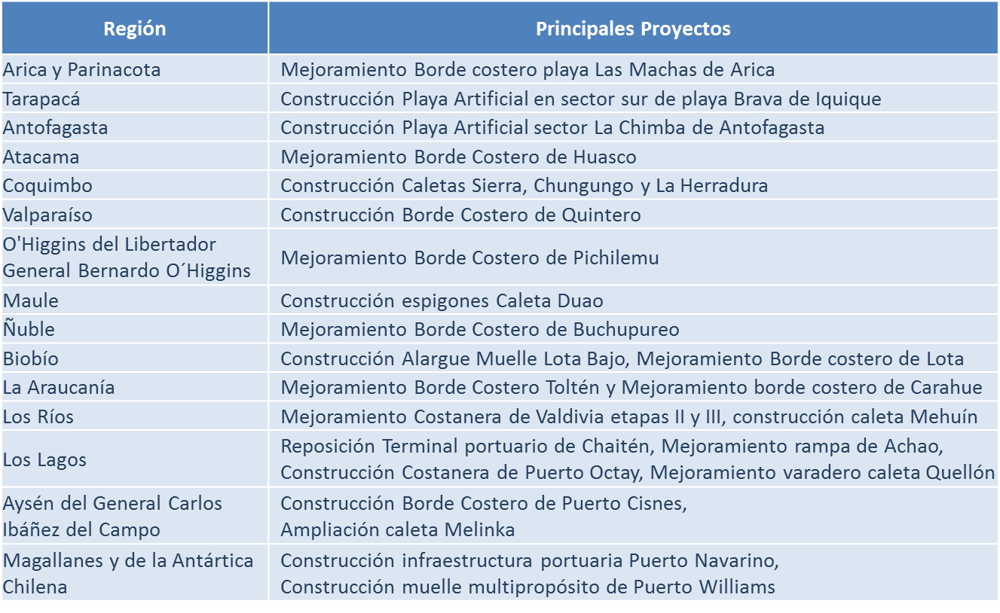 Región
Principales Proyectos
Arica y Parinacota
Mejoramiento Borde costero playa Las Machas de Arica
Tarapacá
Construcción Playa Artificial en sector sur de playa Brava de Iquique
Antofagasta
Construcción Playa Artificial sector La Chimba de Antofagasta
Atacama
Mejoramiento Borde Costero de Huasco
Coquimbo
Construcción Caletas Sierra, Chungungo y La Herradura
Valparaíso
Construcción Borde Costero de Quintero
O'Higgins del Libertador
General Bernardo O´Higgins
Mejoramiento Borde Costero de Pichilemu
Maule
Construcción espigones Caleta Duao
Ñuble
Mejoramiento Borde Costero de Buchupureo
Biobío
Construcción Alargue Muelle Lota Bajo, Mejoramiento Borde costero de Lota
La Araucanía
Mejoramiento Borde Costero Toltén y Mejoramiento borde costero de Carahue
Los Ríos
Mejoramiento Costanera de Valdivia etapas II y III, construcción caleta Mehuín
Los Lagos
Reposición Terminal portuario de Chaitén, Mejoramiento rampa de Achao,
Construcción Costanera de Puerto Octay, Mejoramiento varadero caleta Quellón
Aysén del General Carlos
Ibáñez del Campo
Construcción Borde Costero de Puerto Cisnes,
Ampliación caleta Melinka
Magallanes y de la Antártica
Chilena
Construcción infraestructura portuaria Puerto Navarino,
Construcción muelle multipropósito de Puerto Williams